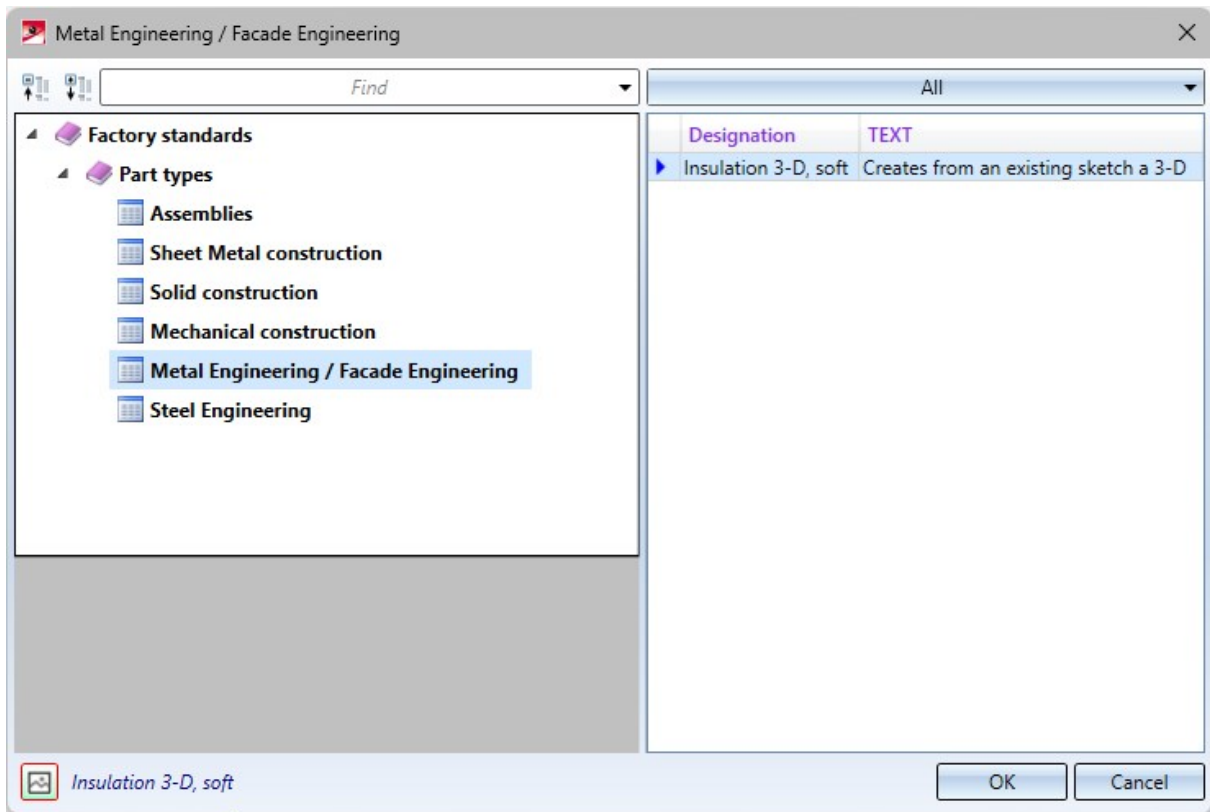 Metal Engineering / Facade Engineering
Find
All
Factory standards
Part types
Assemblies
Sheet Metal construction
Solid construction
Mechanical construction
Metal Engineering / Facade Engineering
Steel Engineering
Designation TEXT
Insulation 3-D, soft Creates from an existing sketch a 3-D
Insulation 3-D, soft
OK Cancel